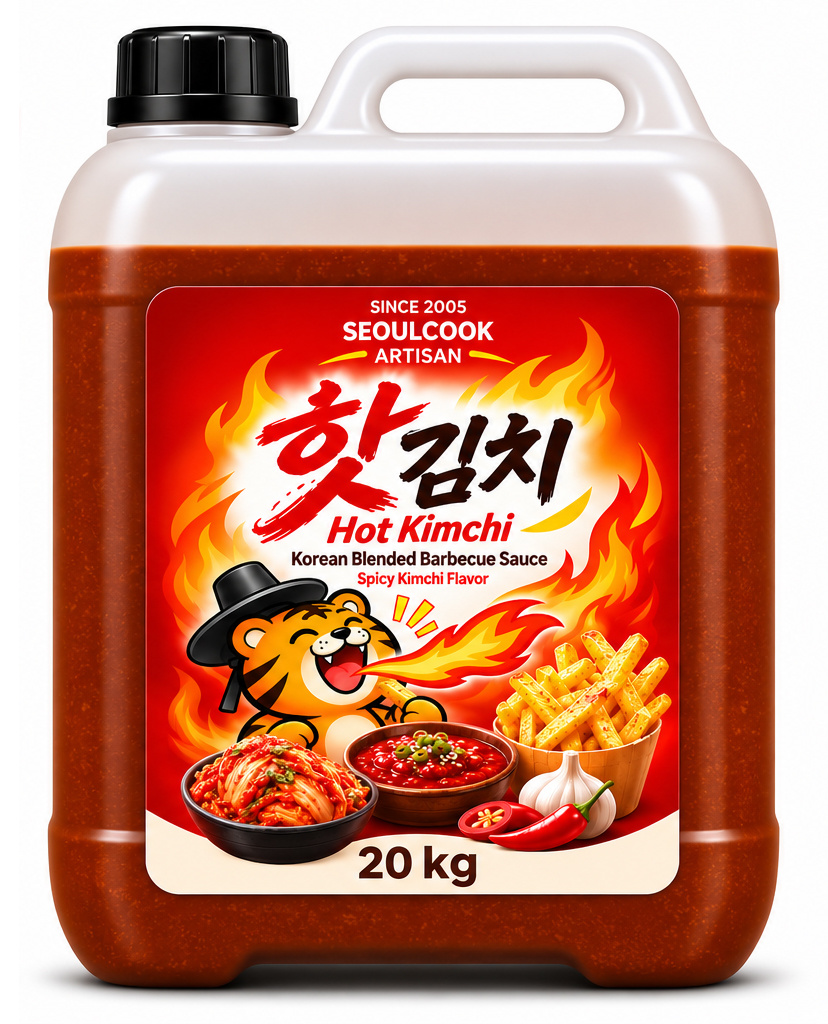 SINCE 2005
SEOULCOOK
ARTISAN
핫김치
Hot Kimchi
Korean Blended Barbecue Sauce
Spicy Kimchi Flavor
20 kg